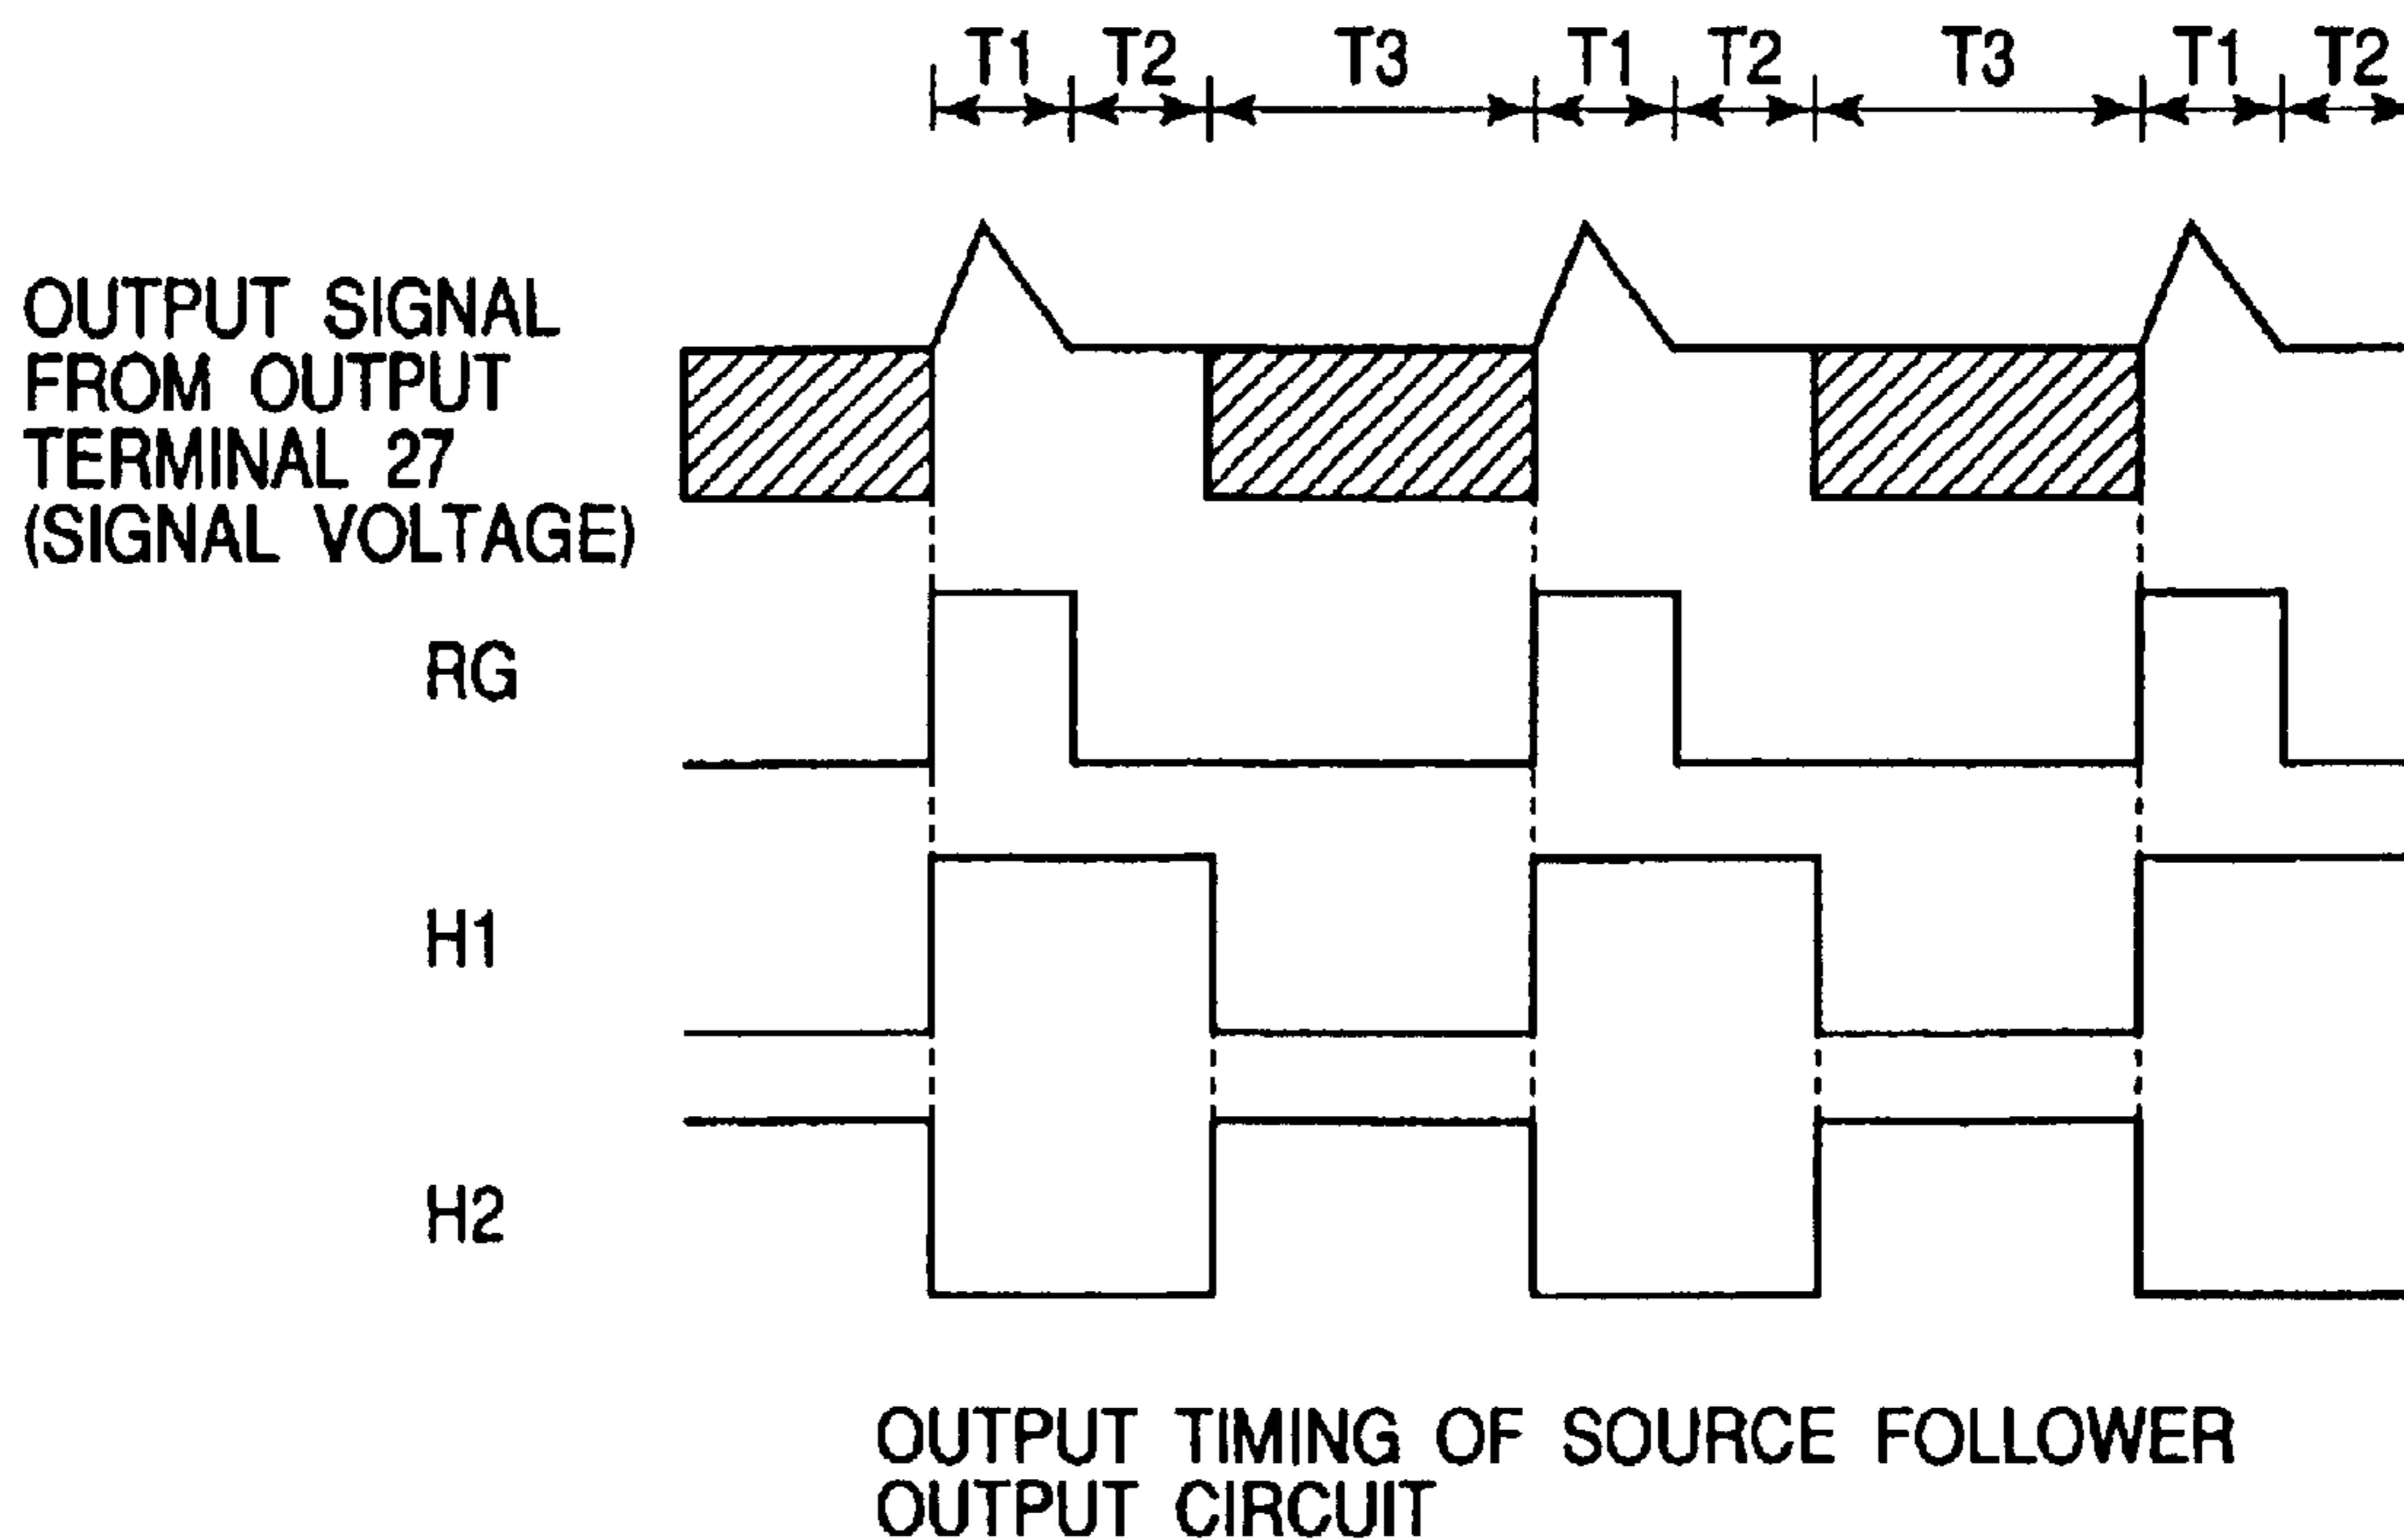 T1 T2 T3 T1 T2 T3 T1 T2
OUTPUT SIGNAL
FROM OUTPUT
TERMINAL 27
(SIGNAL VOLTAGE)
RG
H1
H2
OUTPUT TIMING OF SOURCE FOLLOWER
OUTPUT CIRCUIT